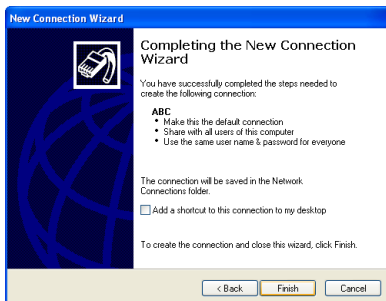 New Connection Wizard
Completing the New Connection
Wizard
You have successfully completed the steps needed to
create the following connection:
ABC
• Make this the default connection
• Share with all users of this computer
• Use the same user name & password for everyone
The connection will be saved in the Network
Connections folder.
Add a shortcut to this connection to my desktop
To create the connection and close this wizard, click Finish.
< Back
Finish
Cancel